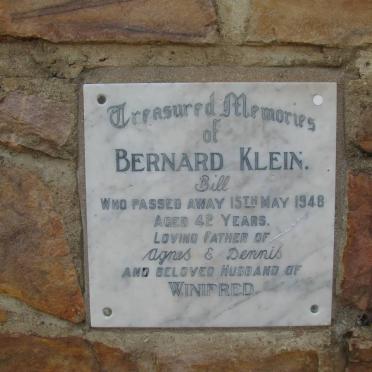 Treasured Memories
of
BERNARD KLEIN.
Bill
WHO PASSED AWAY 15TH MAY 1948
AGED 42 YEARS.
LOVING FATHER OF
Agnes & Dennis
AND BELOVED HUSBAND OF
WINIFRED.